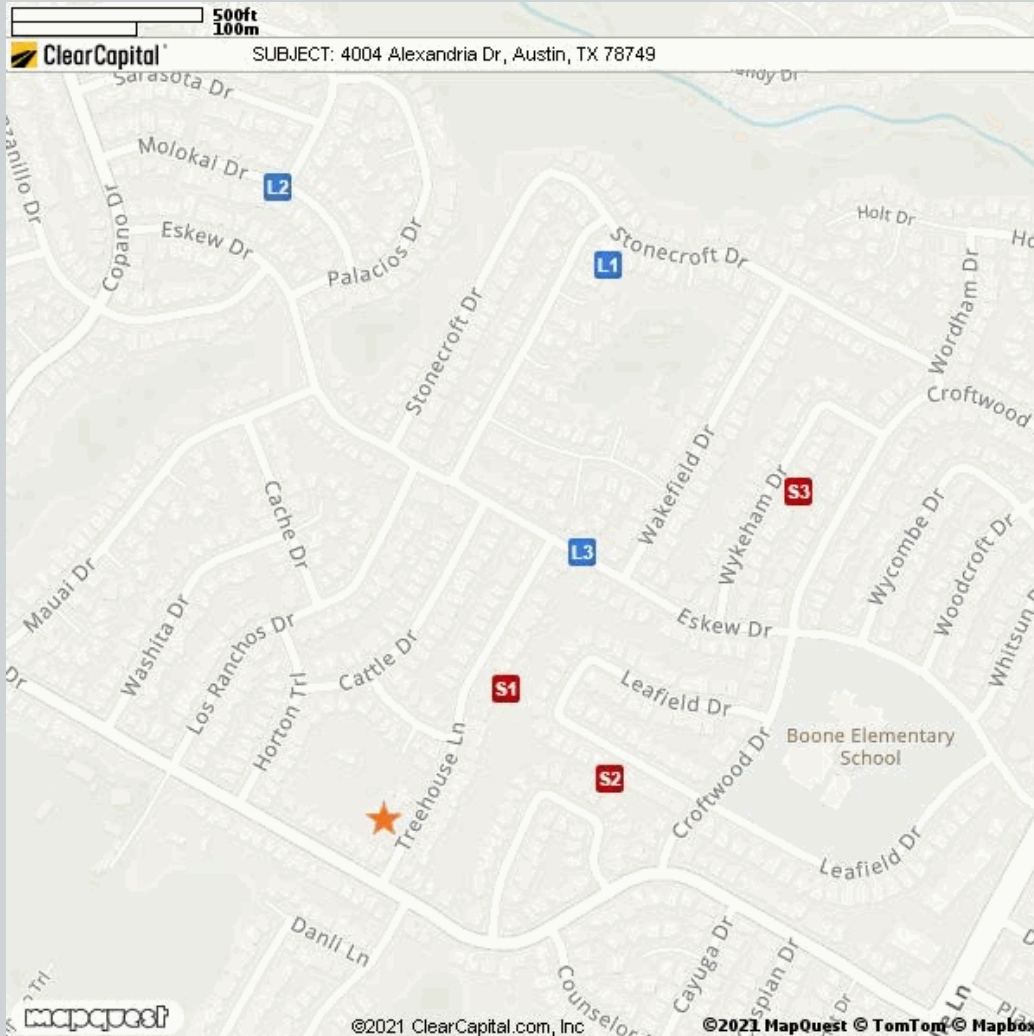 500ft
100m
ClearCapital
SUBJECT: 4004 Alexandria Dr, Austin, TX 78749
Sarasota Dr
Molokai Dr
L2
Copano Dr
Eskew Dr
Palacios Dr
Holt Dr
Stonecroft Dr
L1
Wordham Dr
Stonecroft Dr
Croftwood
Wakefield Dr
Wykeham Dr
S3
Cache Dr
Wycombe Dr
Woodcroft Dr
L3
Mauai Dr
Washita Dr
Los Ranchos Dr
Eskew Dr
Cattle Dr
S1
Leafield Dr
Horton Trl
Boone Elementary
School
Treehouse Ln
S2
Croftwood Dr
Leafield Dr
Dr
Danli Ln
Cayuga Dr
Counselor
Trl
Ln
mapquest
©2021 ClearCapital.com, Inc
©2021 MapQuest © TomTom © Mapbo